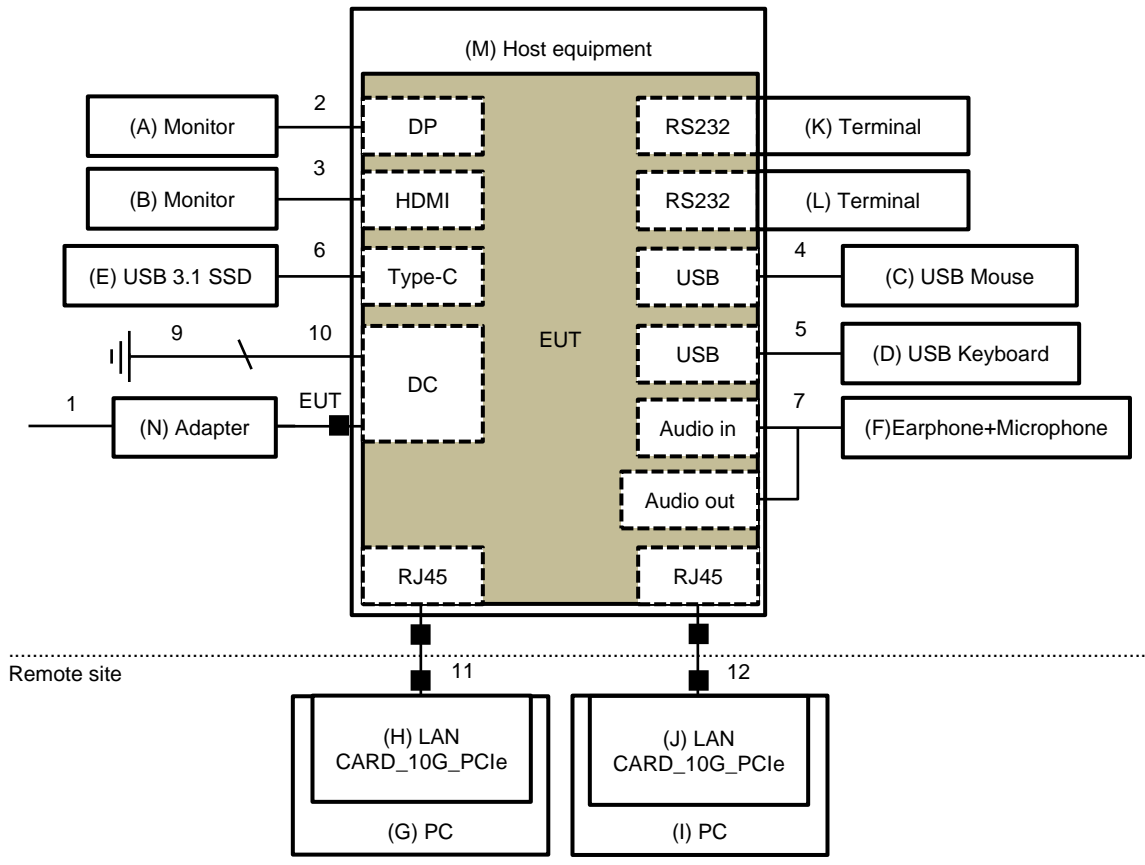 (M) Host equipment
2
(A) Monitor
DP
RS232
(K) Terminal
3
(B) Monitor
HDMI
RS232
(L) Terminal
6
4
(E) USB 3.1 SSD
Type-C
USB
(C) USB Mouse
9
10
EUT
5
DC
USB
(D) USB Keyboard
1
EUT
7
(N) Adapter
Audio in
(F)Earphone+Microphone
Audio out
RJ45
RJ45
Remote site
11
12
(H) LAN
CARD_10G_PCIe
(J) LAN
CARD_10G_PCIe
(G) PC
(I) PC